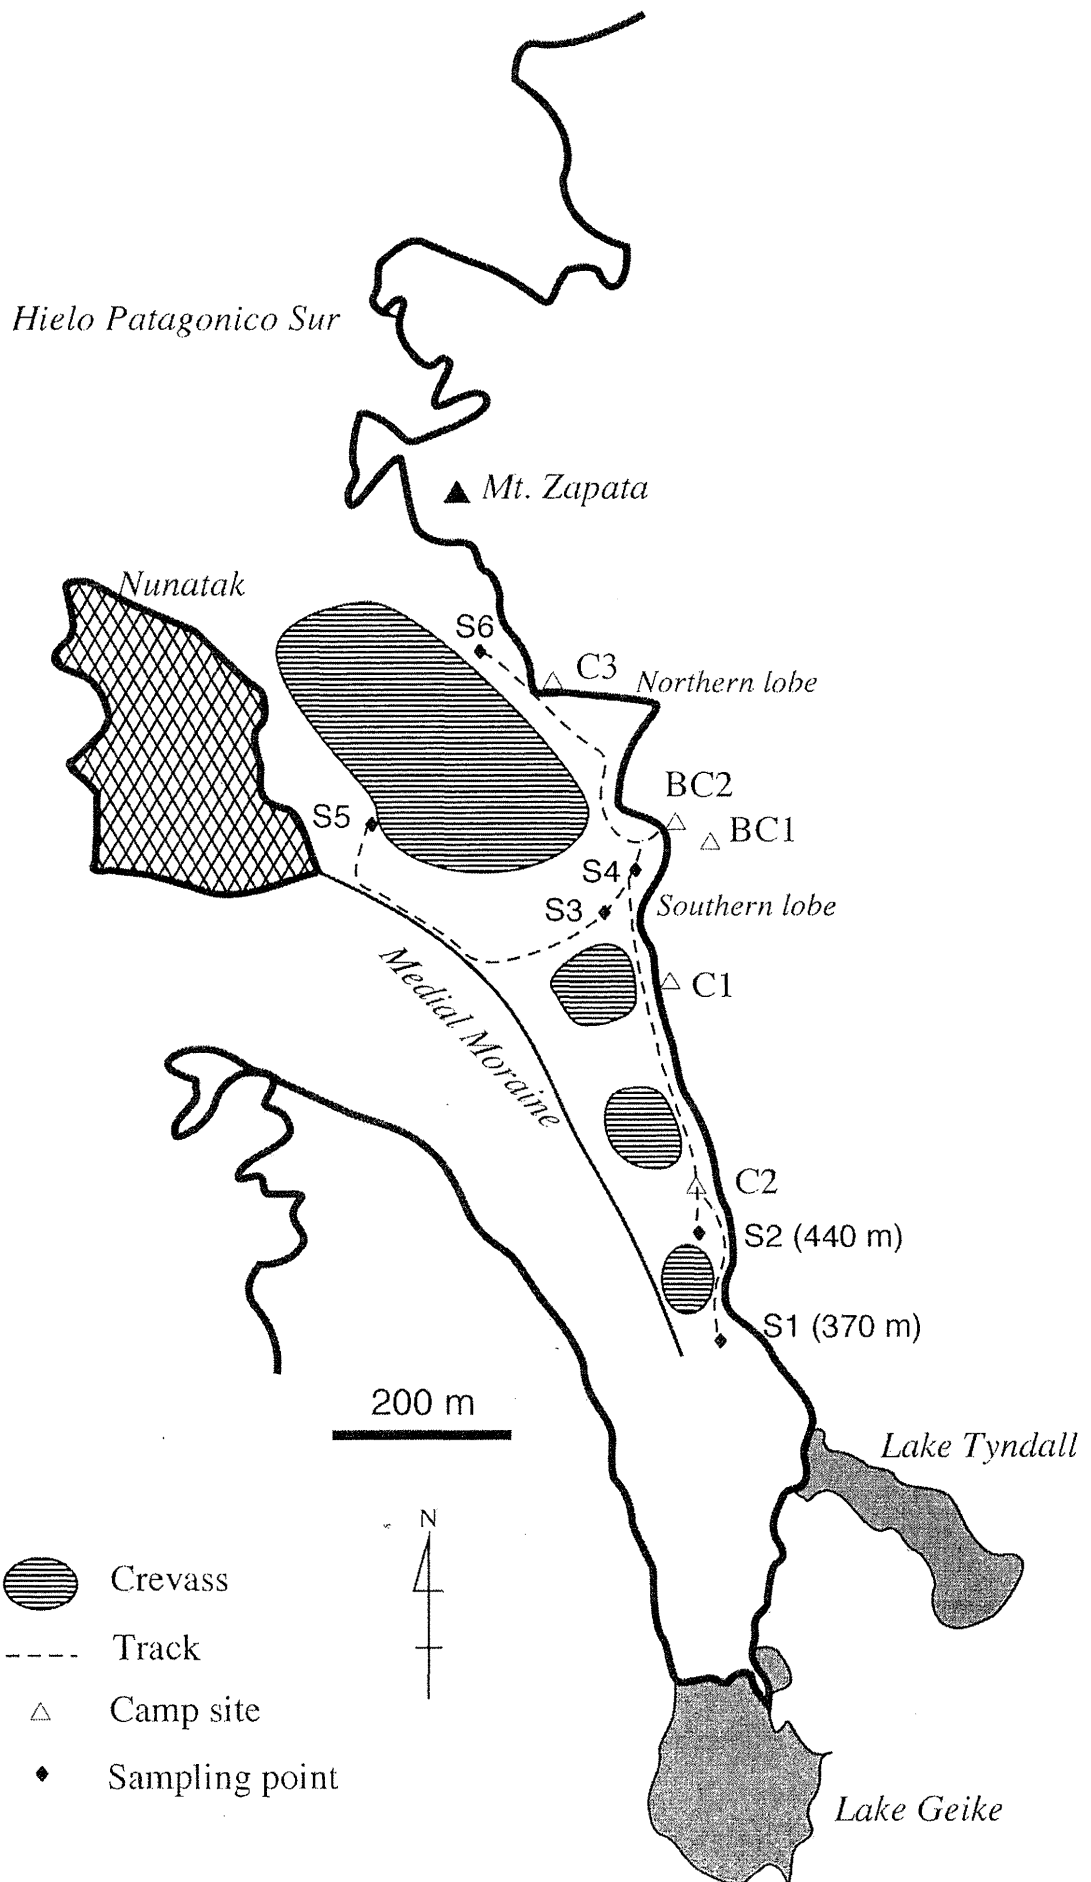 Hielo Patagonico Sur
Mt. Zapata
Nunatak
S6
C3
Northern lobe
BC2
S5
BC1
S4
S3
Southern lobe
C1
Medial Moraine
C2
S2 (440 m)
S1 (370 m)
200 m
Lake Tyndall
N
Crevass
Track
Camp site
Sampling point
Lake Geike